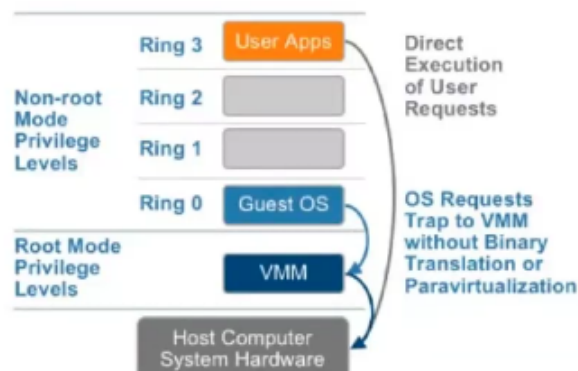 Ring 3
User Apps
Direct
Execution
of User
Requests
Non-root
Mode
Privilege
Levels
Ring 2
Ring 1
Ring 0
Guest OS
OS Requests
Trap to VMM
without Binary
Translation or
Paravirtualization
Root Mode
Privilege
Levels
VMM
Host Computer
System Hardware